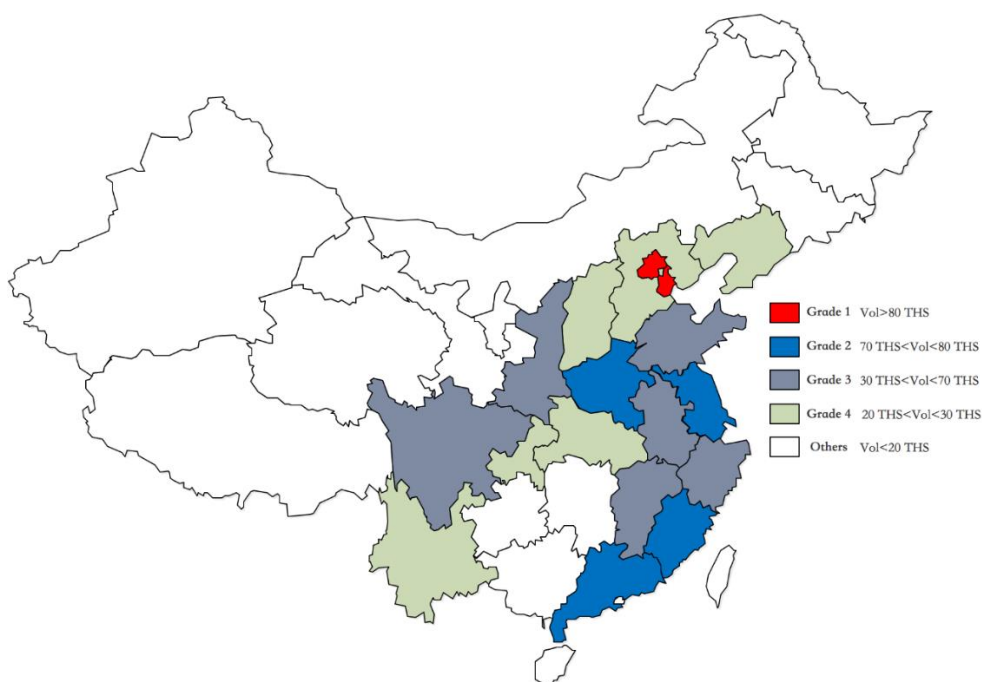 Grade 1 Vol>80 THS
Grade 2 70 THS<Vol<80 THS
Grade 3 30 THS<Vol<70 THS
Grade 4 20 THS<Vol<30 THS
Others Vol<20 THS